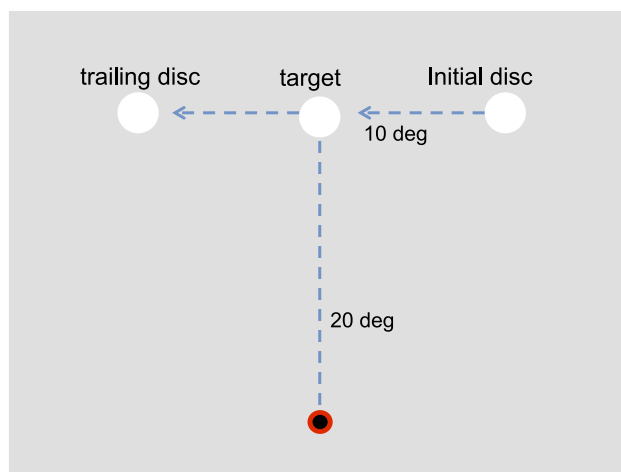 trailing disc
target
Initial disc
10 deg
20 deg